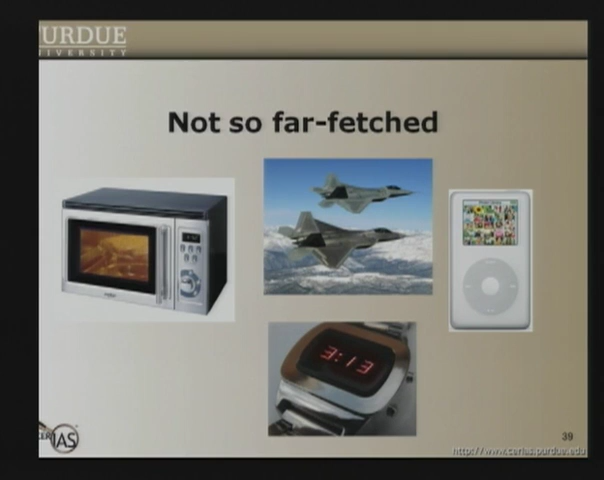 PURDUE
UNIVERSITY
Not so far-fetched
3:13
CERIAS
39
http://www.cerias.purdue.edu